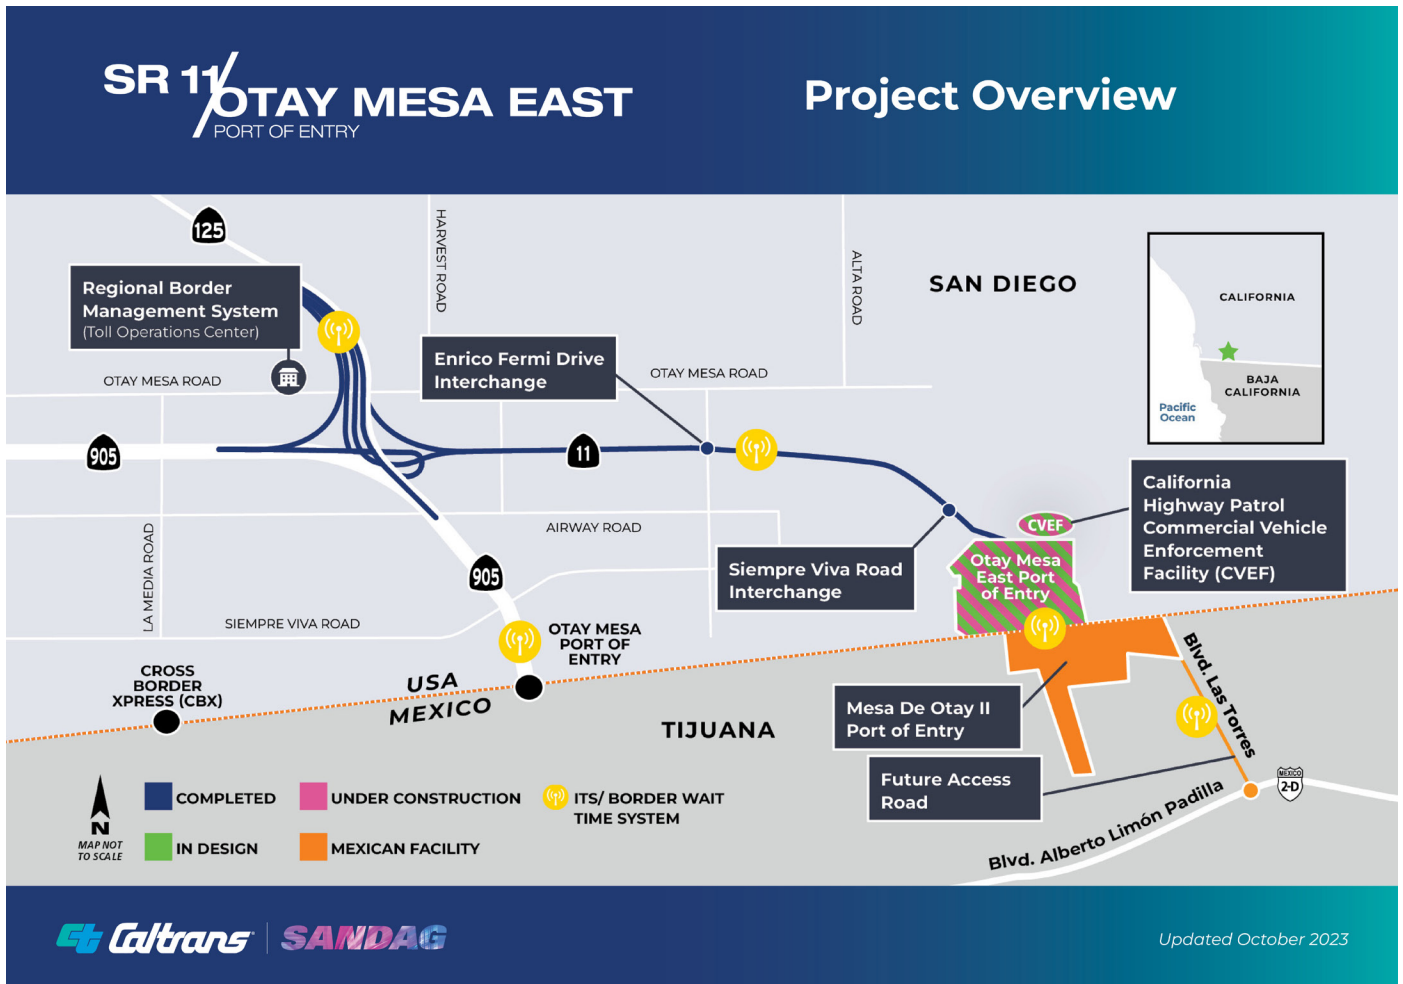 SR 11/OTAY MESA EAST
PORT OF ENTRY
Project Overview
125
HARVEST ROAD
ALTA ROAD
SAN DIEGO
Regional Border
Management System
(Toll Operations Center)
CALIFORNIA
BAJA
CALIFORNIA
Pacific
Ocean
OTAY MESA ROAD
Enrico Fermi Drive
Interchange
OTAY MESA ROAD
905
11
California
Highway Patrol
Commercial Vehicle
Enforcement
Facility (CVEF)
CVEF
LA MEDIA ROAD
AIRWAY ROAD
905
Siempre Viva Road
Interchange
Otay Mesa
East Port
of Entry
SIEMPRE VIVA ROAD
OTAY MESA
PORT OF
ENTRY
CROSS
BORDER
XPRESS (CBX)
USA
MEXICO
TIJUANA
Mesa De Otay II
Port of Entry
Blvd. Las Torres
Future Access
Road
MEXICO
2-D
Blvd. Alberto Limón Padilla
N
MAP NOT
TO SCALE
COMPLETED
UNDER CONSTRUCTION
ITS/ BORDER WAIT
TIME SYSTEM
IN DESIGN
MEXICAN FACILITY
ct Caltrans
SANDAG
Updated October 2023